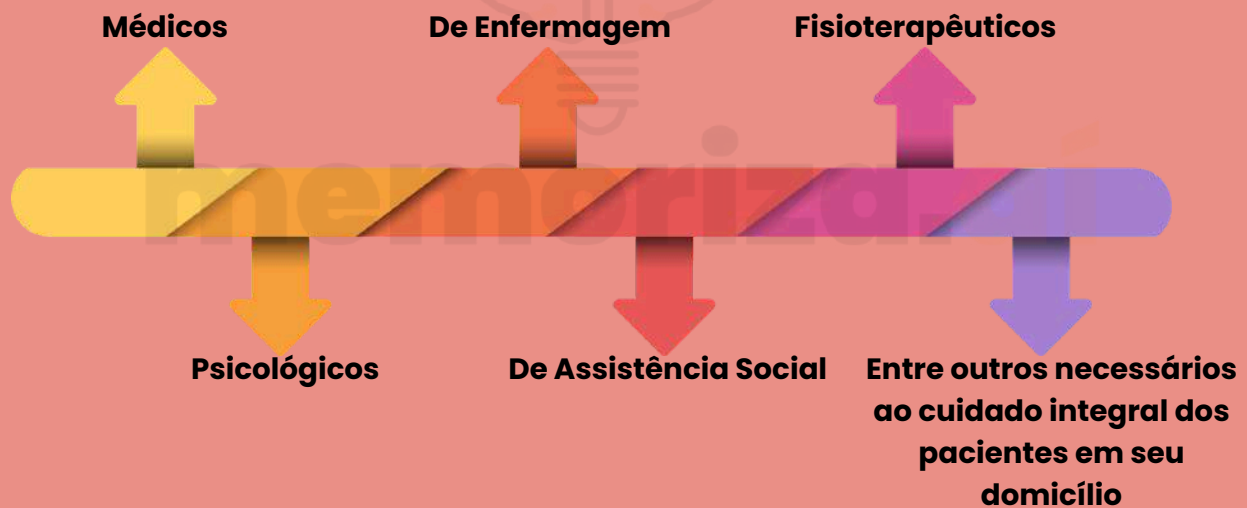 Médicos
De Enfermagem
Fisioterapêuticos
memoriza.aí
Psicológicos
De Assistência Social
Entre outros necessários
ao cuidado integral dos
pacientes em seu
domicílio